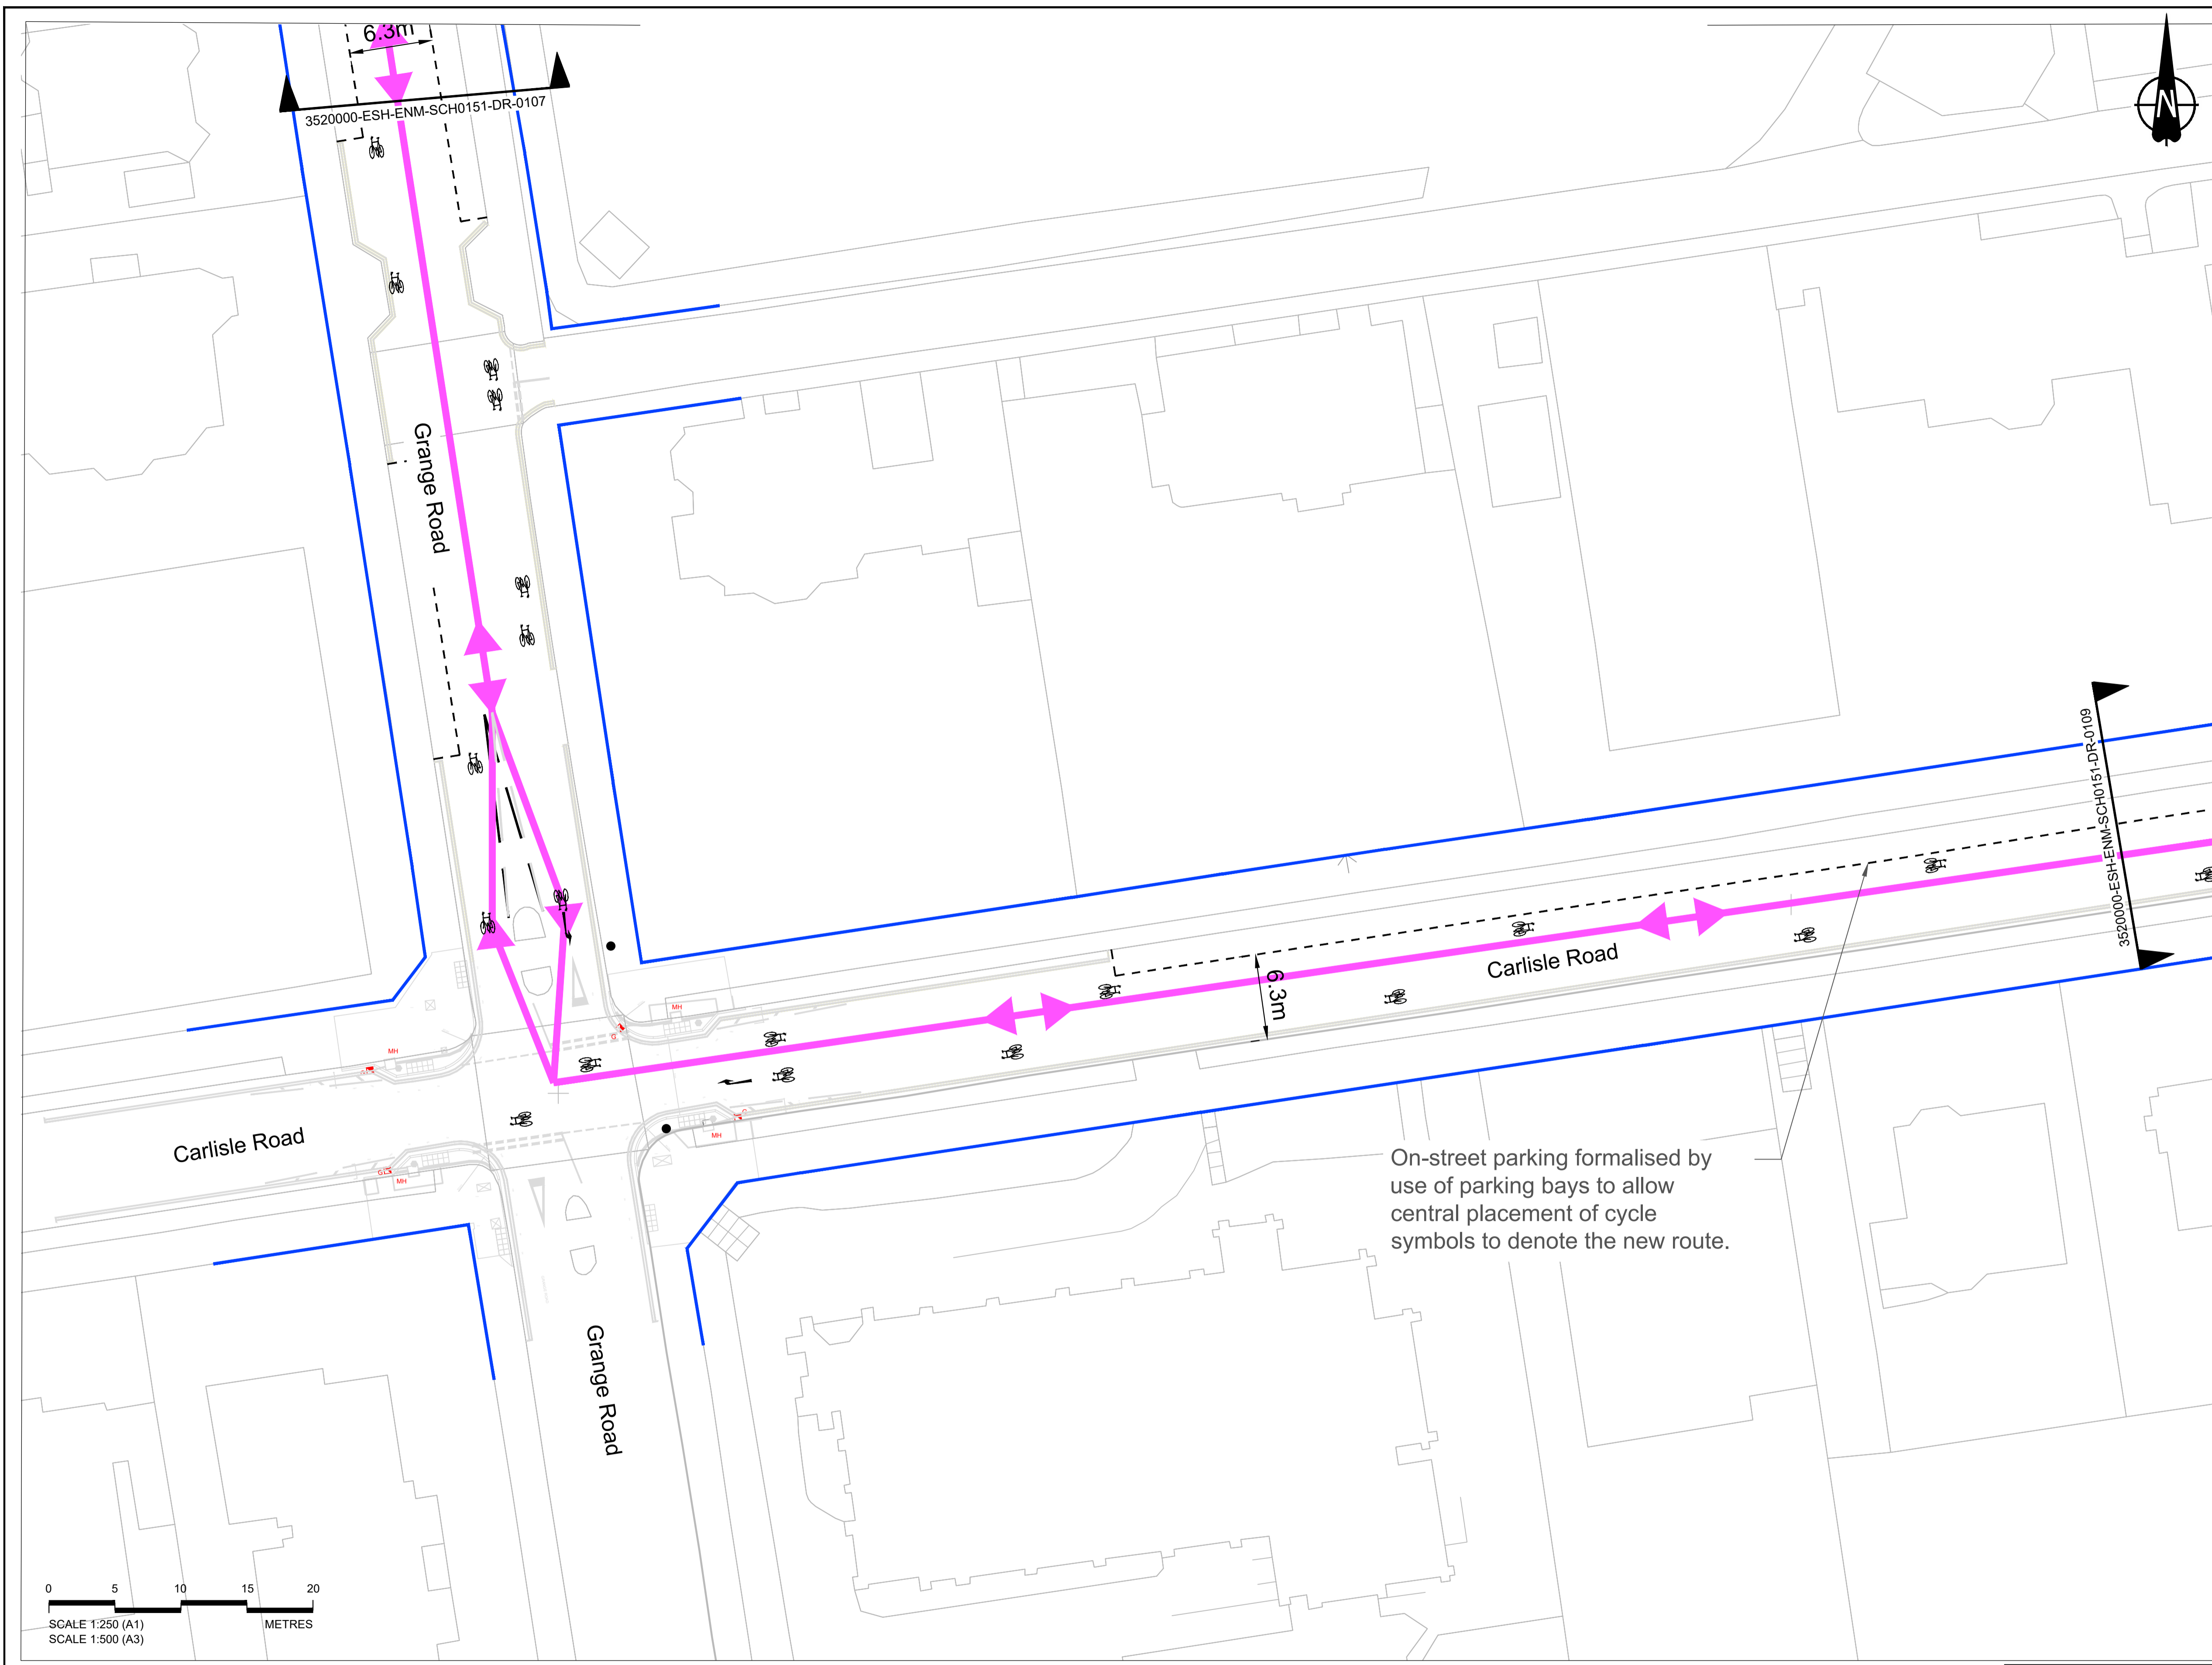 6.3m
3520000-ESH-ENM-SCH0151-DR-0107
N
Grange Road
3520000-ESH-ENM-SCH0151-DR-0109
Carlisle Road
6.3m
MH
G
MH
Carlisle Road
MH
G
MH
On-street parking formalised by
use of parking bays to allow
central placement of cycle
symbols to denote the new route.
Grange Road
0 5 10 15 20
SCALE 1:250 (A1) METRES
SCALE 1:500 (A3)